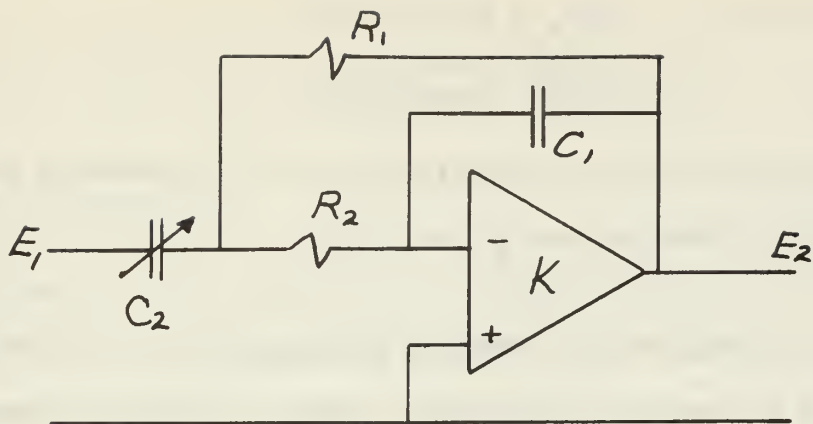 R₁
C₁
R₂
E₁
C₂
-
K
+
E₂